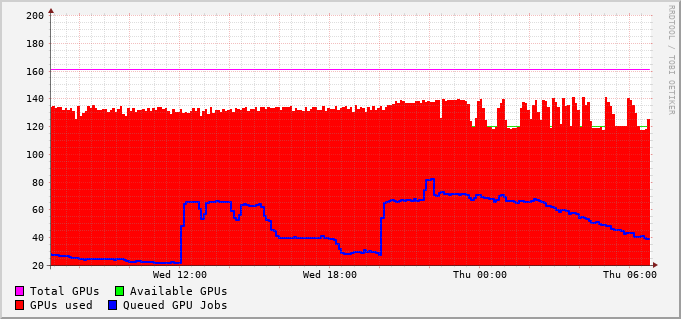 200
180
160
140
120
100
80
60
40
20
Wed 12:00 Wed 18:00 Thu 00:00 Thu 06:00
Total GPUs Available GPUs
GPUs used Queued GPU Jobs
RRDTOOL / TOBI OETIKER